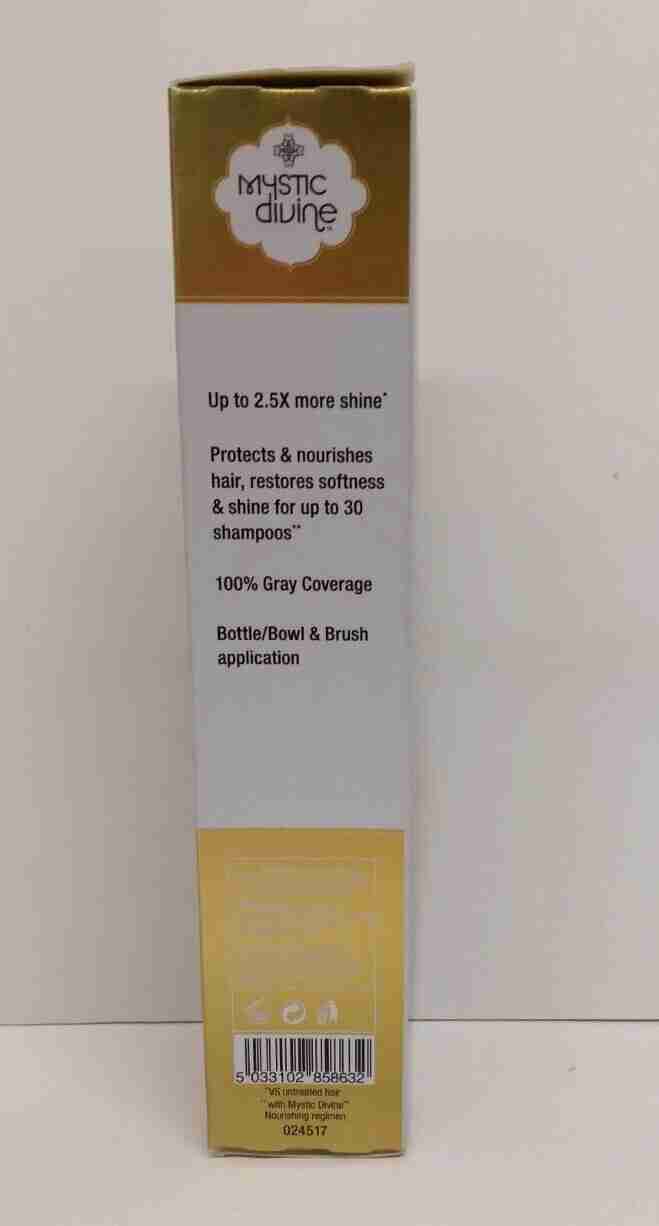 MYSTIC
divine
Up to 2.5X more shine*
Protects & nourishes
hair, restores softness
& shine for up to 30
shampoos**
100% Gray Coverage
Bottle/Bowl & Brush
application
5 033102 858632
*VS untreated hair
** with Mystic Divine™
Nourishing regimen
024517